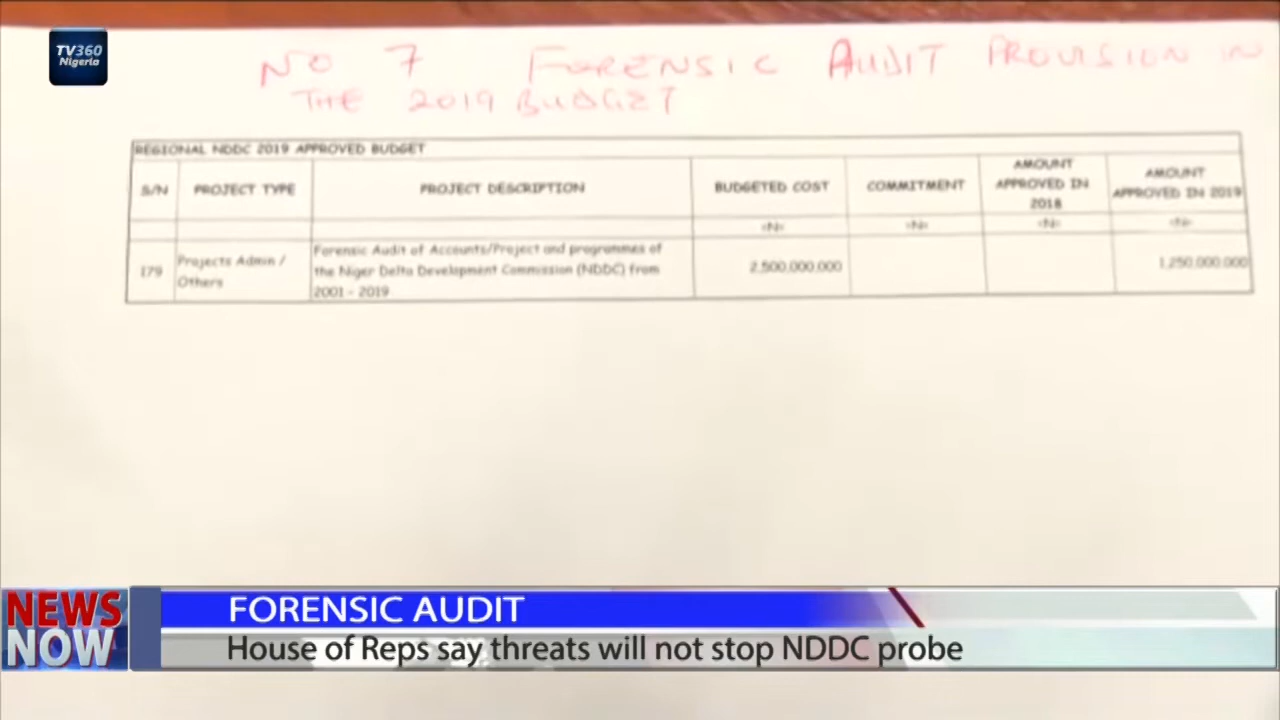 TV360
Nigeria
NO 7 FORENSIC AUDIT PROVISION IN
THE 2019 BUDGET
REGIONAL NDDC 2019 APPROVED BUDGET
S/N PROJECT TYPE PROJECT DESCRIPTION BUDGETED COST COMMITMENT AMOUNT APPROVED IN 2018 AMOUNT APPROVED IN 2019
=N= =N= =N= =N=
179 Projects Admin / Others Forensic Audit of Accounts/Project and programmes of the Niger Delta Development Commission (NDDC) from 2001 - 2019 2,500,000,000 1,250,000,000
NEWS
NOW
FORENSIC AUDIT
House of Reps say threats will not stop NDDC probe